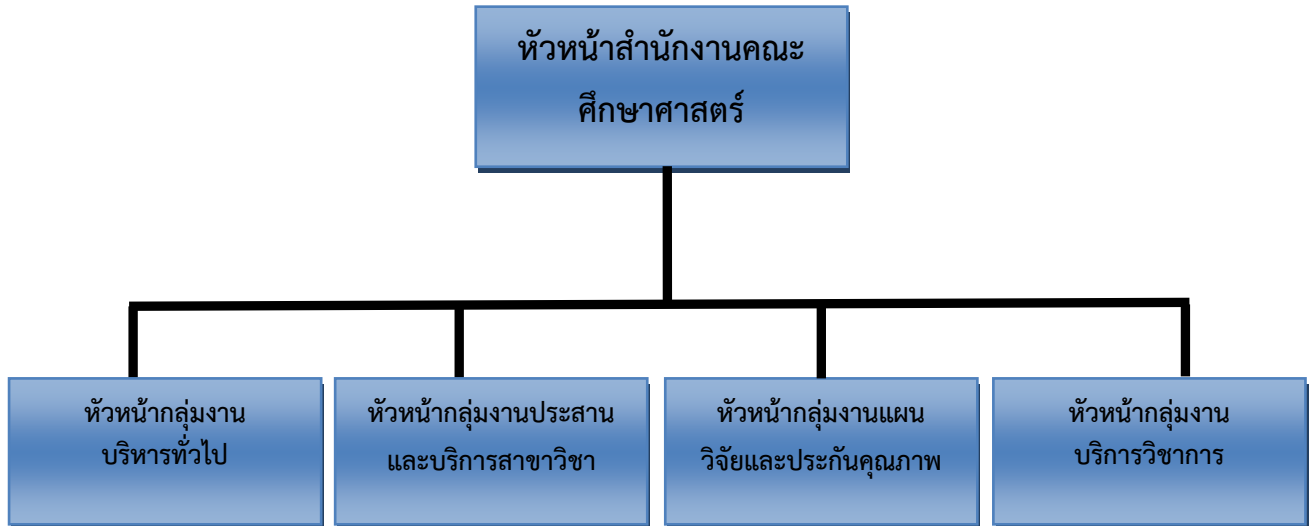 หัวหน้าสำนักงานคณะ
ศึกษาศาสตร์
หัวหน้ากลุ่มงาน
บริหารทั่วไป
หัวหน้ากลุ่มงานประสาน
และบริการสาขาวิชา
หัวหน้ากลุ่มงานแผน
วิจัยและประกันคุณภาพ
หัวหน้ากลุ่มงาน
บริการวิชาการ